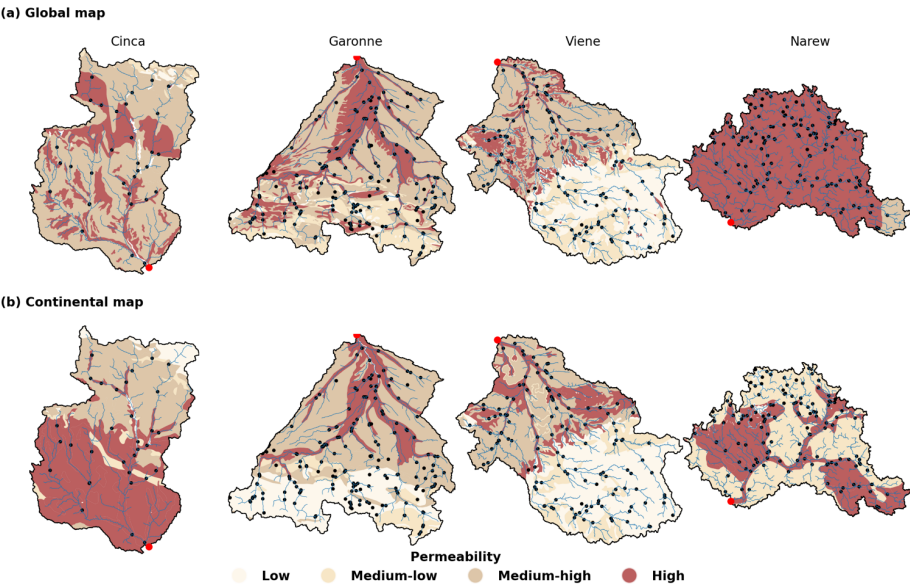 (a) Global map
Cinca Garonne Viene Narew
(b) Continental map
Permeability
Low Medium-low Medium-high High